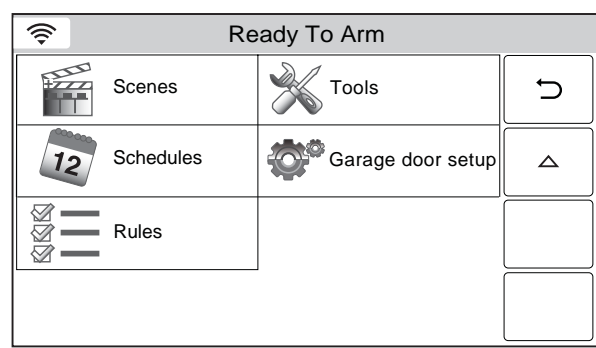 Ready To Arm
Scenes
Tools
12
Schedules
Garage door setup
Rules